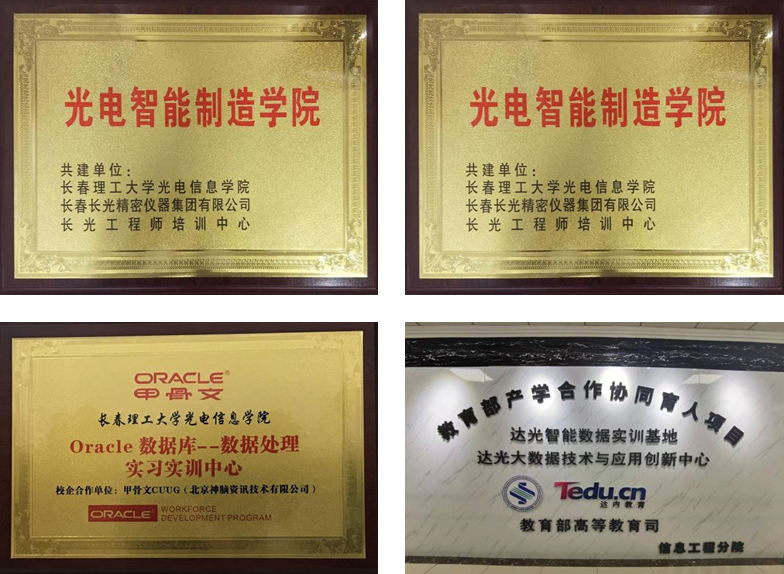 光电智能制造学院
共建单位：
长春理工大学光电信息学院
长春长光精密仪器集团有限公司
长光工程师培训中心
光电智能制造学院
共建单位：
长春理工大学光电信息学院
长春长光精密仪器集团有限公司
长光工程师培训中心
ORACLE®
甲骨文
长春理工大学光电信息学院
Oracle 数据库--数据处理
实习实训中心
校企合作单位：甲骨文CUUG（北京神脑资讯技术有限公司）
ORACLE WORKFORCE
DEVELOPMENT PROGRAM
教育部产学合作协同育人项目
达光智能数据实训基地
达光大数据技术与应用创新中心
Tedu.cn
达内教育
教育部高等教育司
信息工程分院